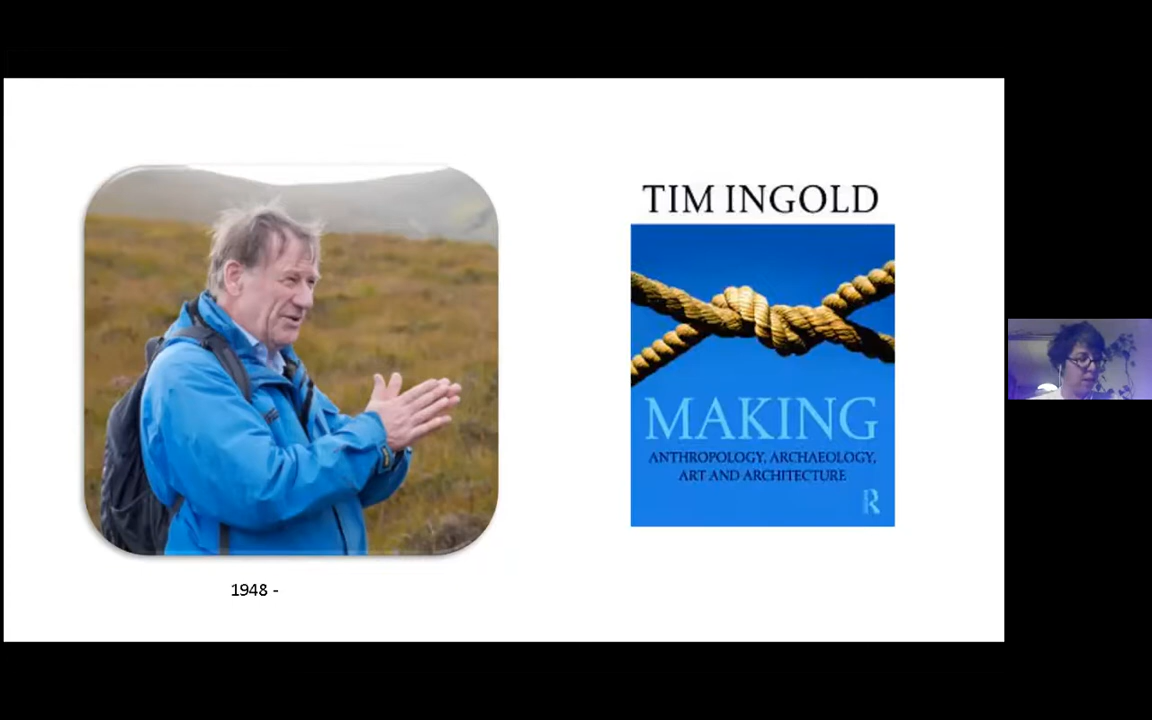 TIM INGOLD
MAKING
ANTHROPOLOGY, ARCHAEOLOGY,
ART AND ARCHITECTURE
R
1948 -